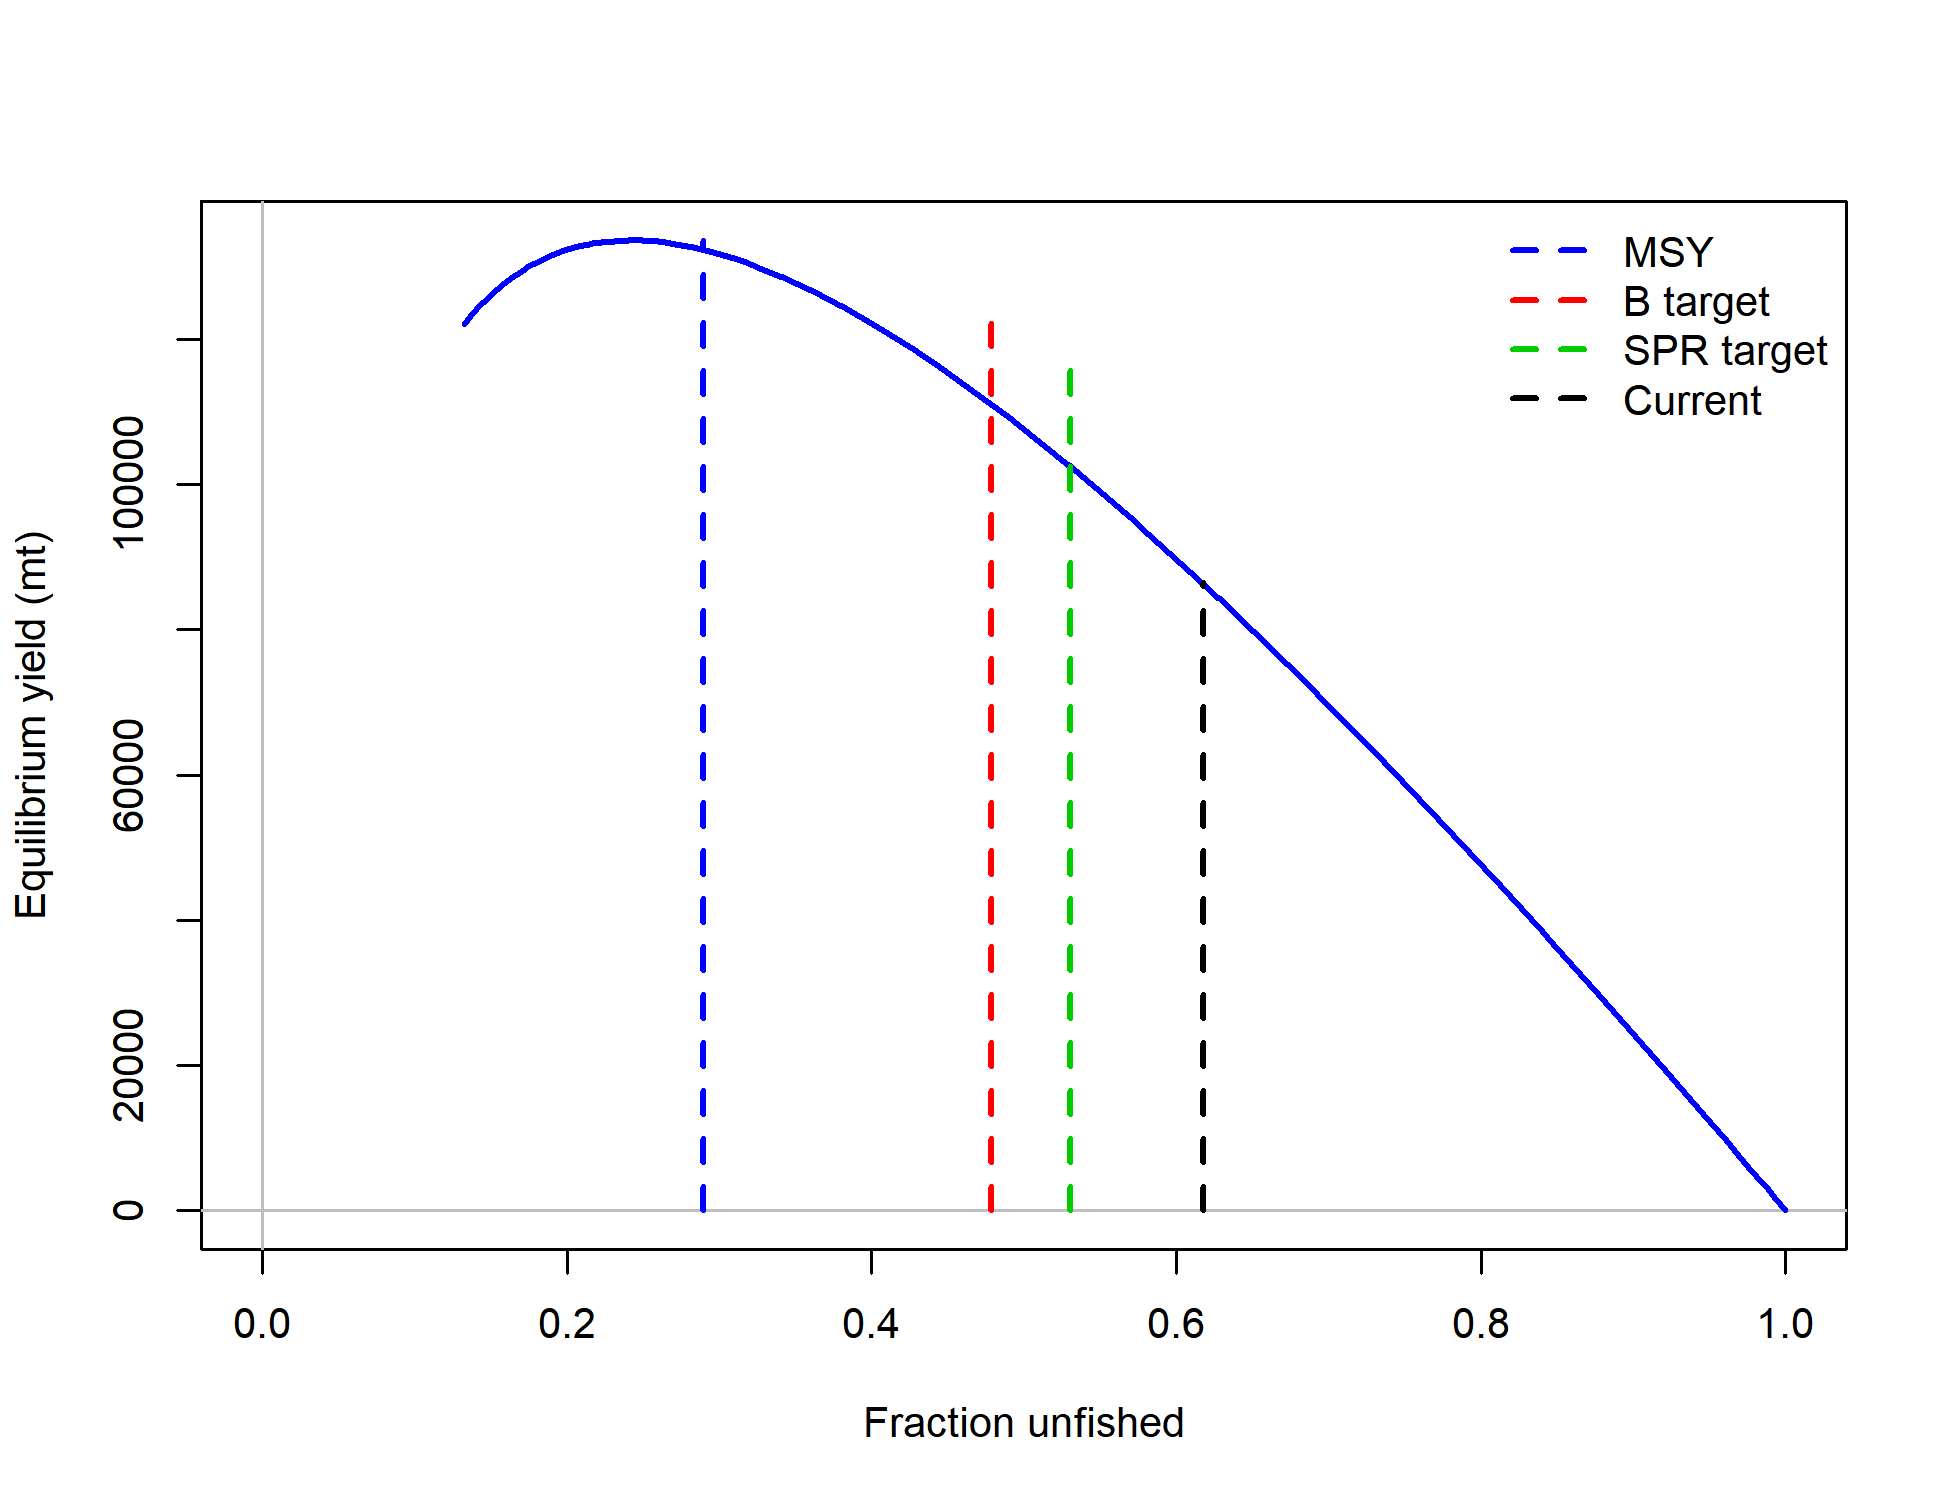 MSY
B target
SPR target
Current
Equilibrium yield (mt)
100000
60000
20000
0
0.0 0.2 0.4 0.6 0.8 1.0
Fraction unfished